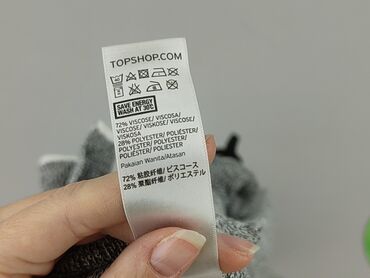 TOPSHOP.COM
SAVE ENERGY
WASH AT 30°C
72% VISCOSE/ VISCOSA/
VISCOSE/ VISKOSE/ VISCOSE/
VISKOSA
28% POLYESTER/ POLIÉSTER/
POLYESTER/ POLYESTER/
POLIÉSTER/ POLIESTER
Pakaian Wanita/Atasan
72% 粘胶纤维/ ビスコース
28% 聚酯纤维/ ポリエステル